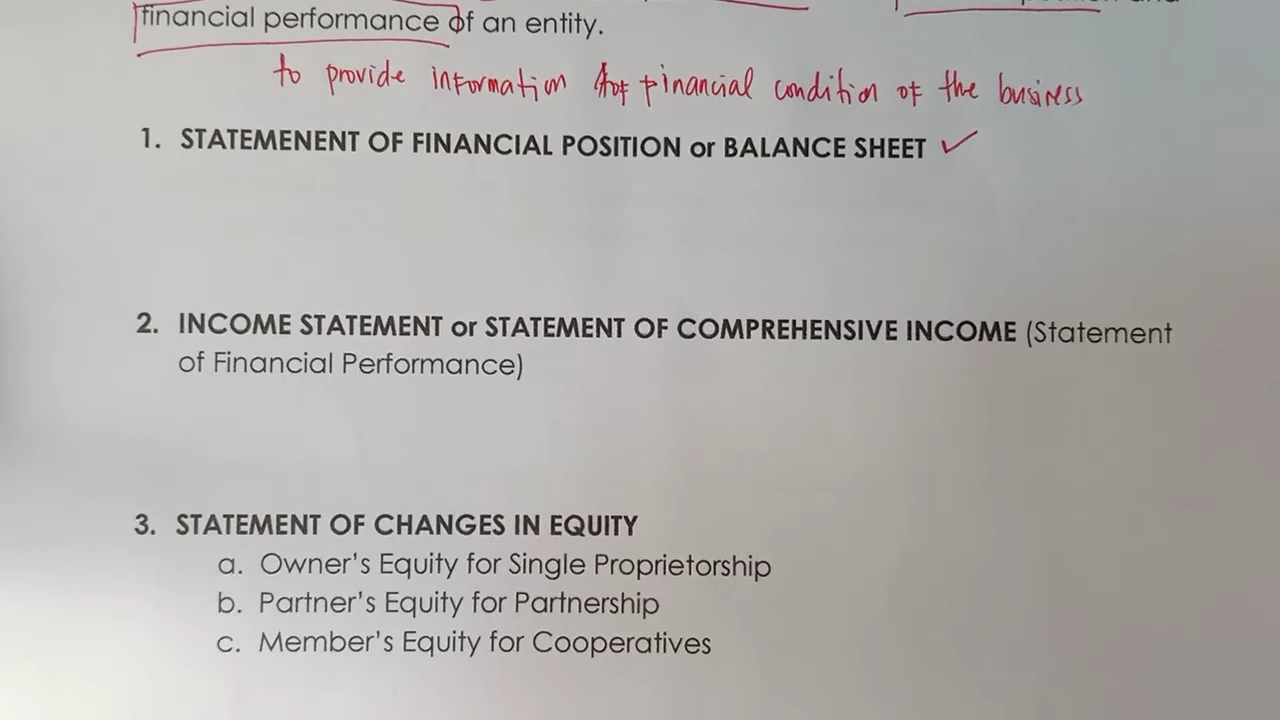 financial performance of an entity.
to provide information of financial condition of the business
1. STATEMENENT OF FINANCIAL POSITION or BALANCE SHEET ✓
2. INCOME STATEMENT or STATEMENT OF COMPREHENSIVE INCOME (Statement
of Financial Performance)
3. STATEMENT OF CHANGES IN EQUITY
a. Owner's Equity for Single Proprietorship
b. Partner's Equity for Partnership
c. Member's Equity for Cooperatives